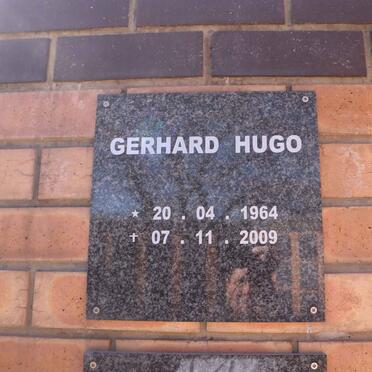 GERHARD HUGO
★ 20 . 04 . 1964
✝ 07 . 11 . 2009